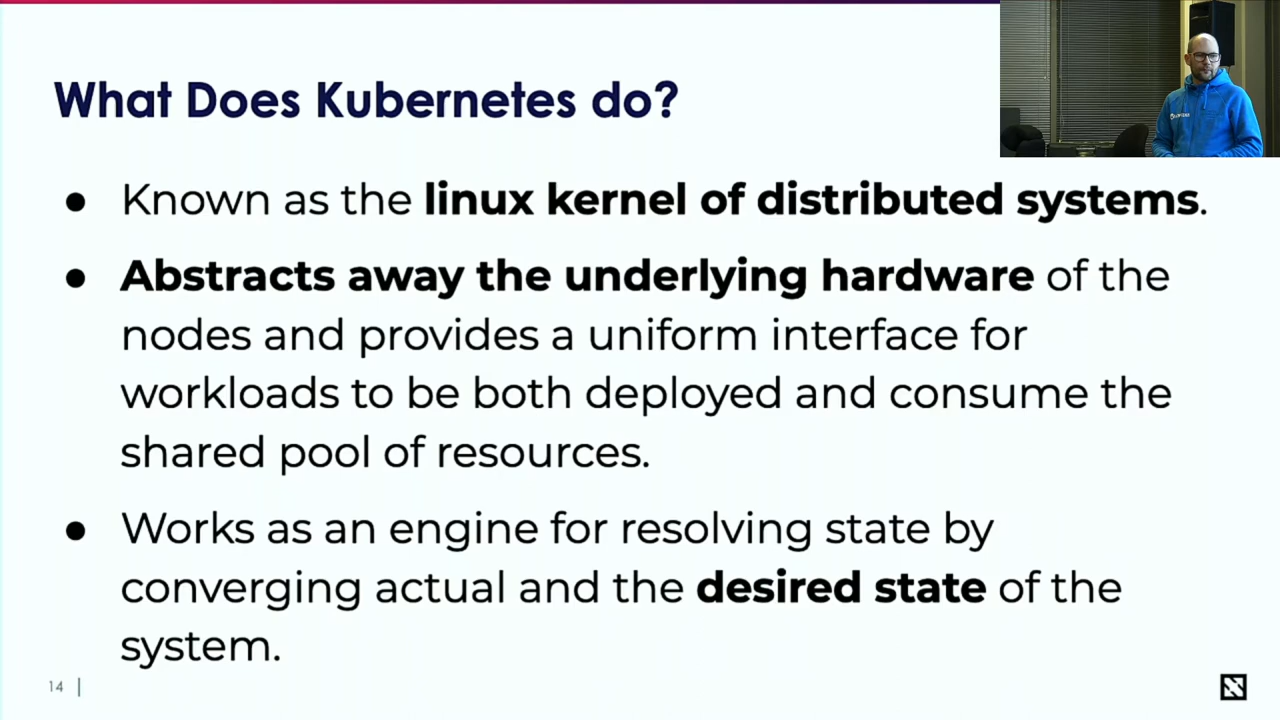 What Does Kubernetes do?
● Known as the linux kernel of distributed systems.
● Abstracts away the underlying hardware of the
nodes and provides a uniform interface for
workloads to be both deployed and consume the
shared pool of resources.
● Works as an engine for resolving state by
converging actual and the desired state of the
system.
14 |